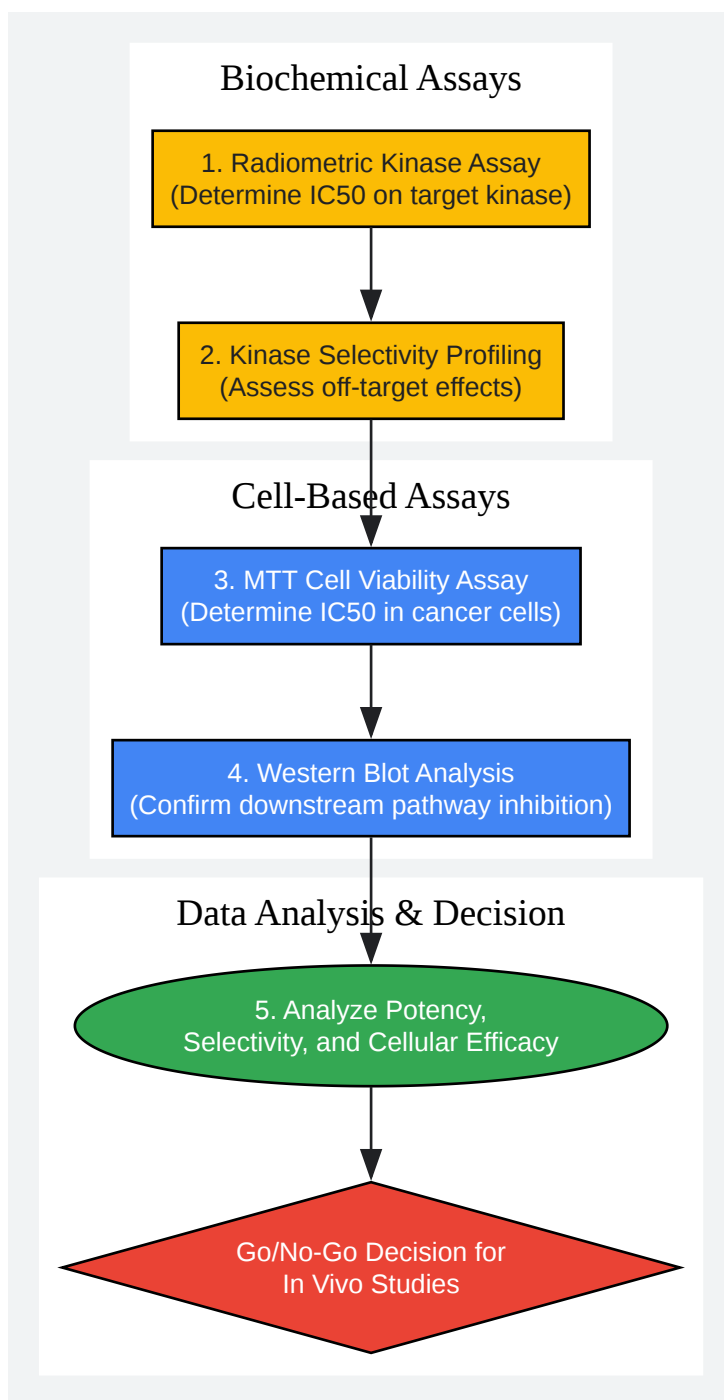 Biochemical Assays
1. Radiometric Kinase Assay
(Determine IC50 on target kinase)
2. Kinase Selectivity Profiling
(Assess off-target effects)
Cell-Based Assays
3. MTT Cell Viability Assay
(Determine IC50 in cancer cells)
4. Western Blot Analysis
(Confirm downstream pathway inhibition)
Data Analysis & Decision
5. Analyze Potency,
Selectivity, and Cellular Efficacy
Go/No-Go Decision for
In Vivo Studies